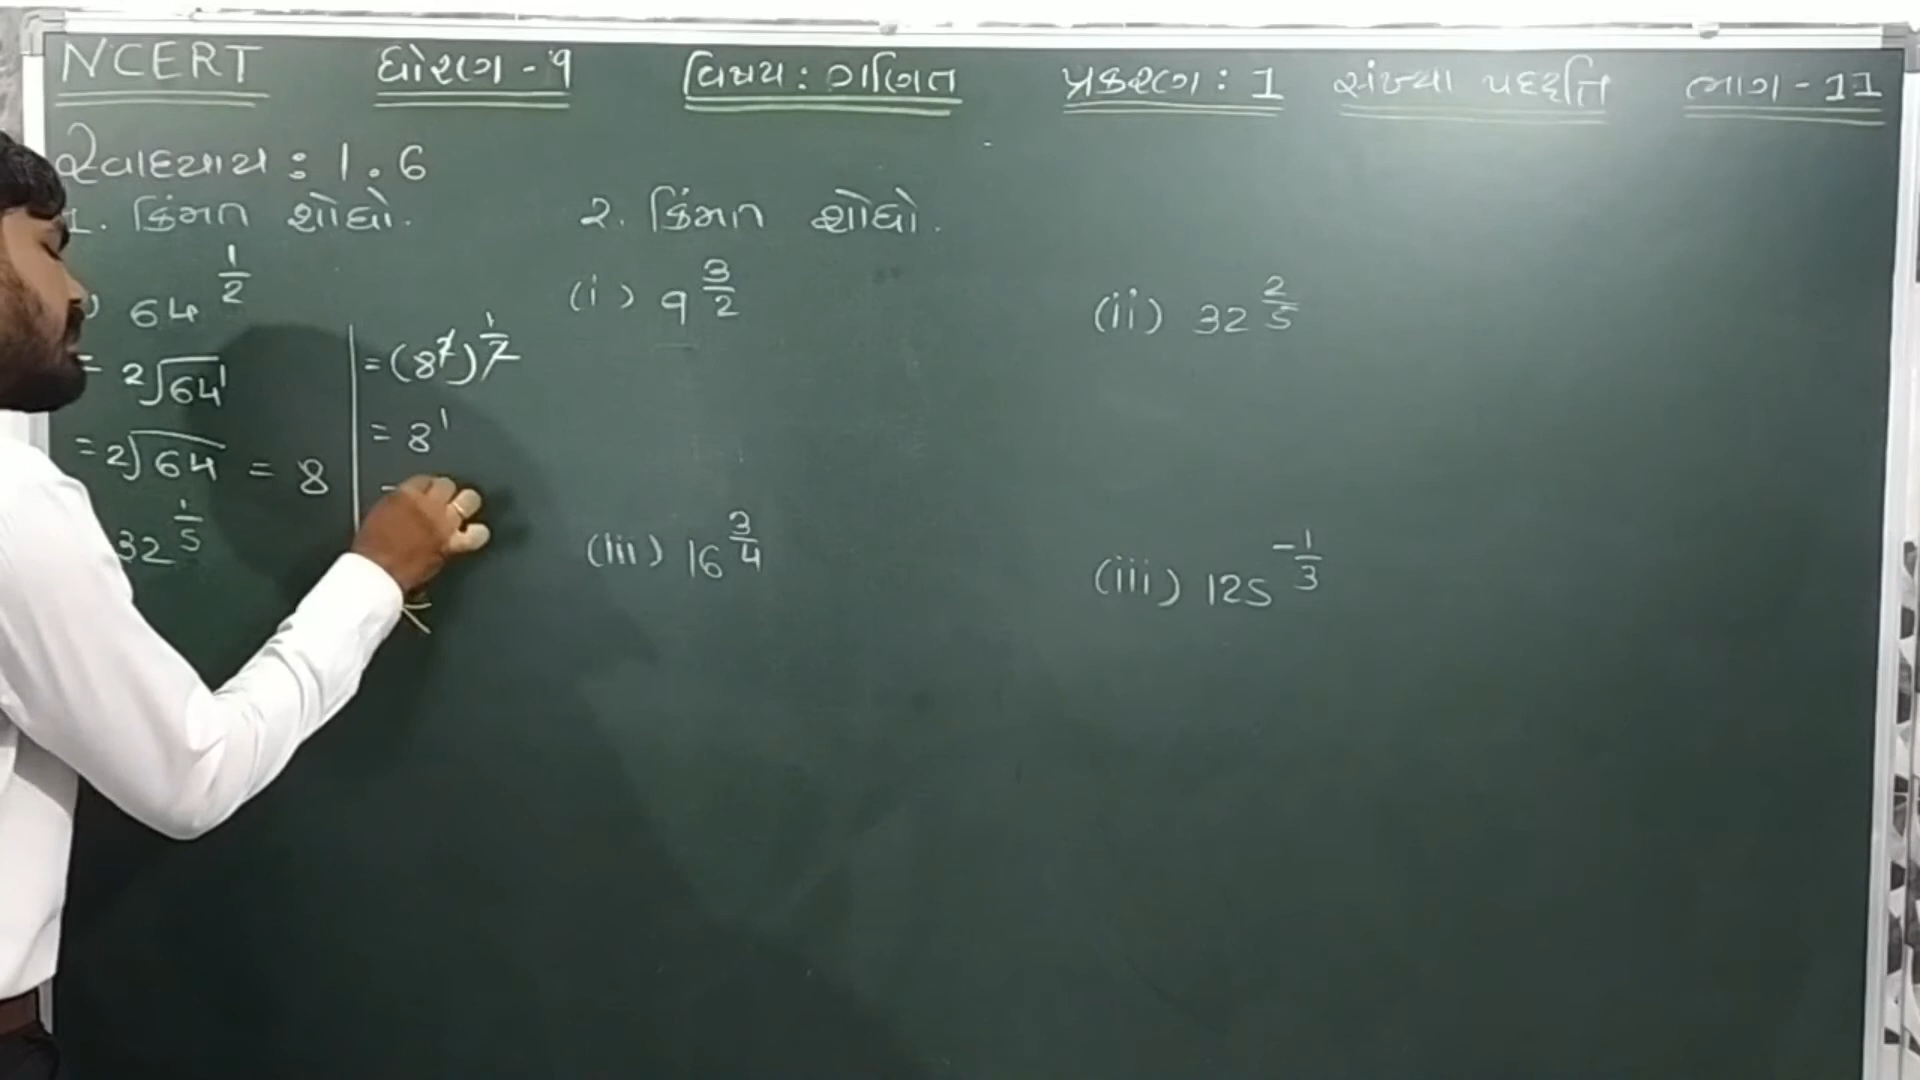 NCERT ધોરણ - ૧ વિષય : ગણિત પ્રકરણ : 1 સંખ્યા પદ્દતિ ભાગ - 11
સ્વાધ્યાય : 1.6
1. કિંમત શોધો.
64^(1/2)
= ²√64¹
= ²√64 = 8
= (8²)^(1/2)
= 8¹
=
32^(1/5)
2. કિંમત શોધો.
(i) 9^(3/2)
(ii) 32^(2/5)
(iii) 16^(3/4)
(iii) 125^(-1/3)